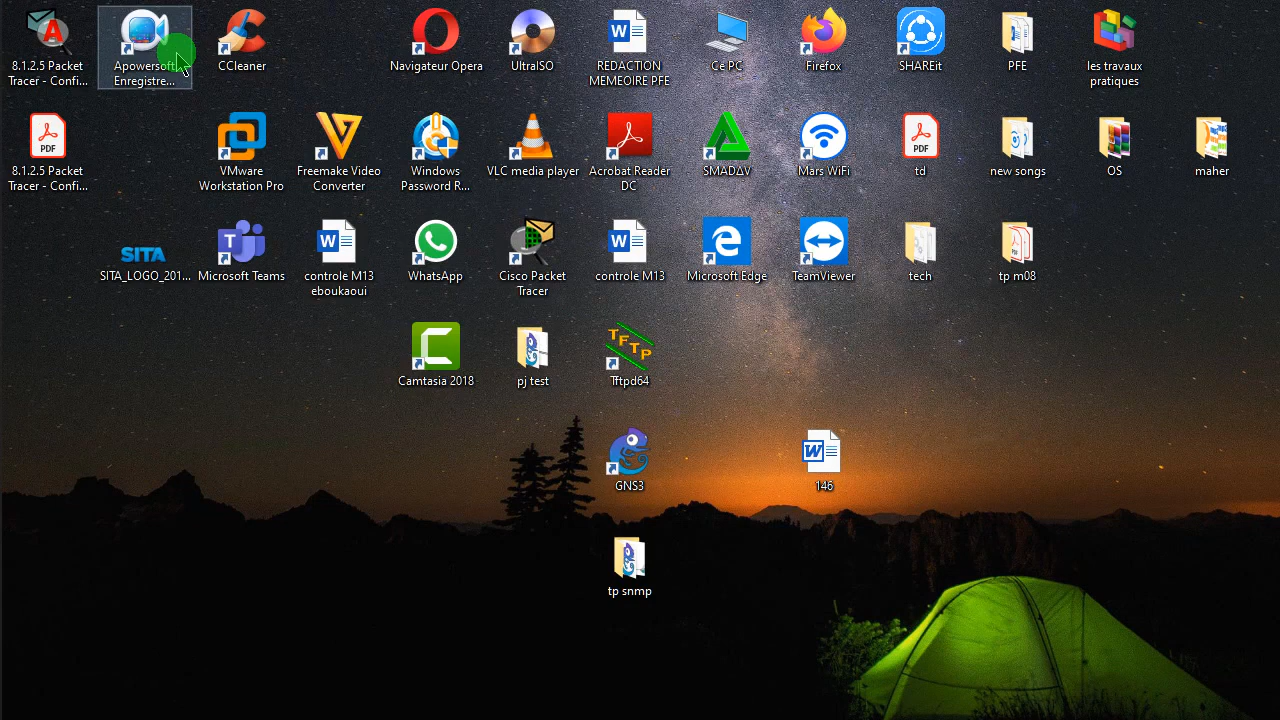 8.1.2.5 Packet
Tracer - Confi...
Apowersoft
Enregistre...
CCleaner
Navigateur Opera
UltraISO
REDACTION
MEMEOIRE PFE
Ce PC
Firefox
SHAREit
PFE
les travaux
pratiques
PDF
8.1.2.5 Packet
Tracer - Confi...
VMware
Workstation Pro
Freemake Video
Converter
Windows
Password R...
VLC media player
Acrobat Reader
DC
SMADΔV
Mars WiFi
PDF
td
new songs
OS
maher
SITA
SITA_LOGO_201...
Microsoft Teams
controle M13
eboukaoui
WhatsApp
Cisco Packet
Tracer
controle M13
Microsoft Edge
TeamViewer
tech
tp m08
Camtasia 2018
pj test
TFTP
Tftpd64
GNS3
146
tp snmp